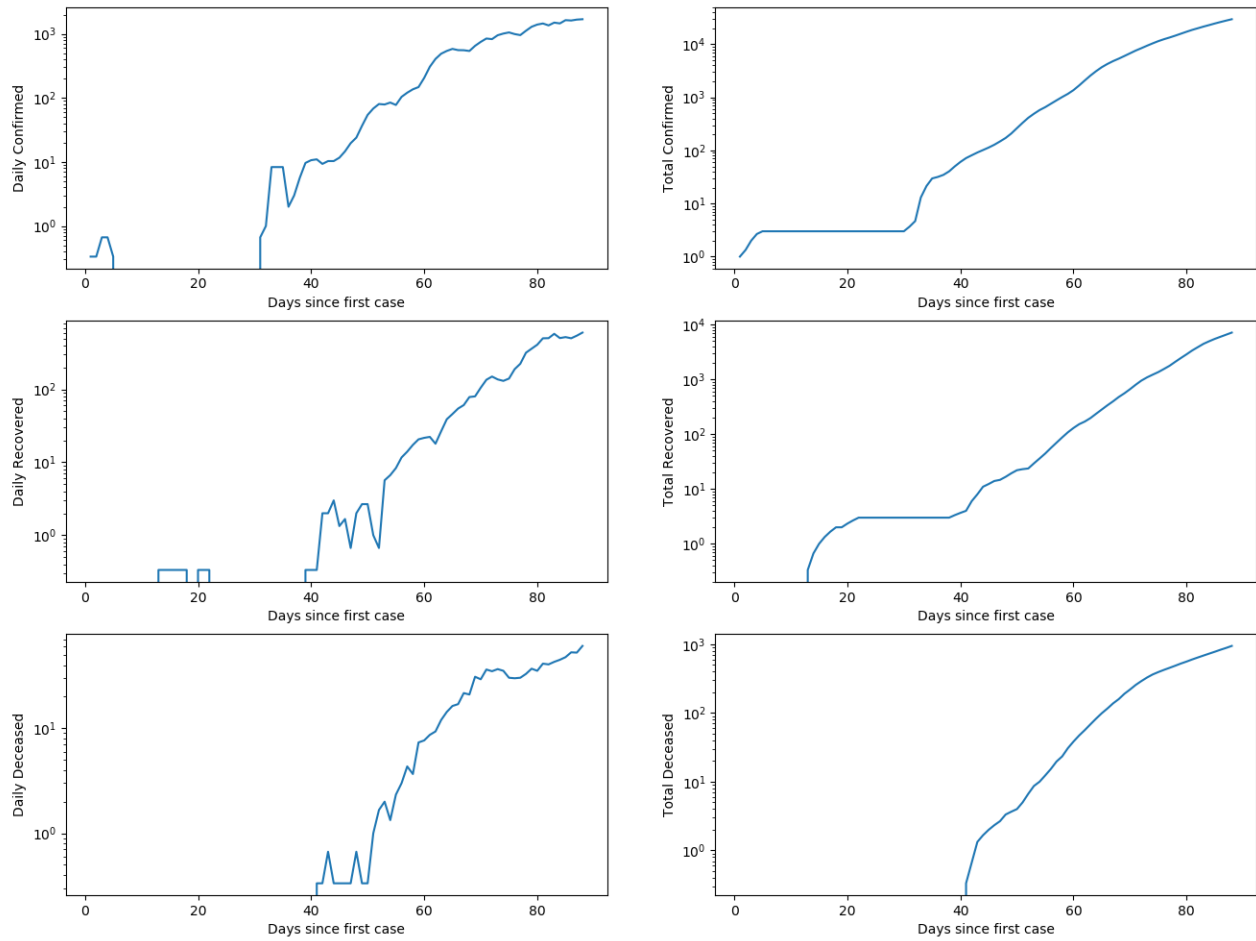 Daily Confirmed
10³
10²
10¹
10⁰
0 20 40 60 80
Days since first case
Total Confirmed
10⁴
10³
10²
10¹
10⁰
0 20 40 60 80
Days since first case
Daily Recovered
10²
10¹
10⁰
0 20 40 60 80
Days since first case
Total Recovered
10⁴
10³
10²
10¹
10⁰
0 20 40 60 80
Days since first case
Daily Deceased
10¹
10⁰
0 20 40 60 80
Days since first case
Total Deceased
10³
10²
10¹
10⁰
0 20 40 60 80
Days since first case